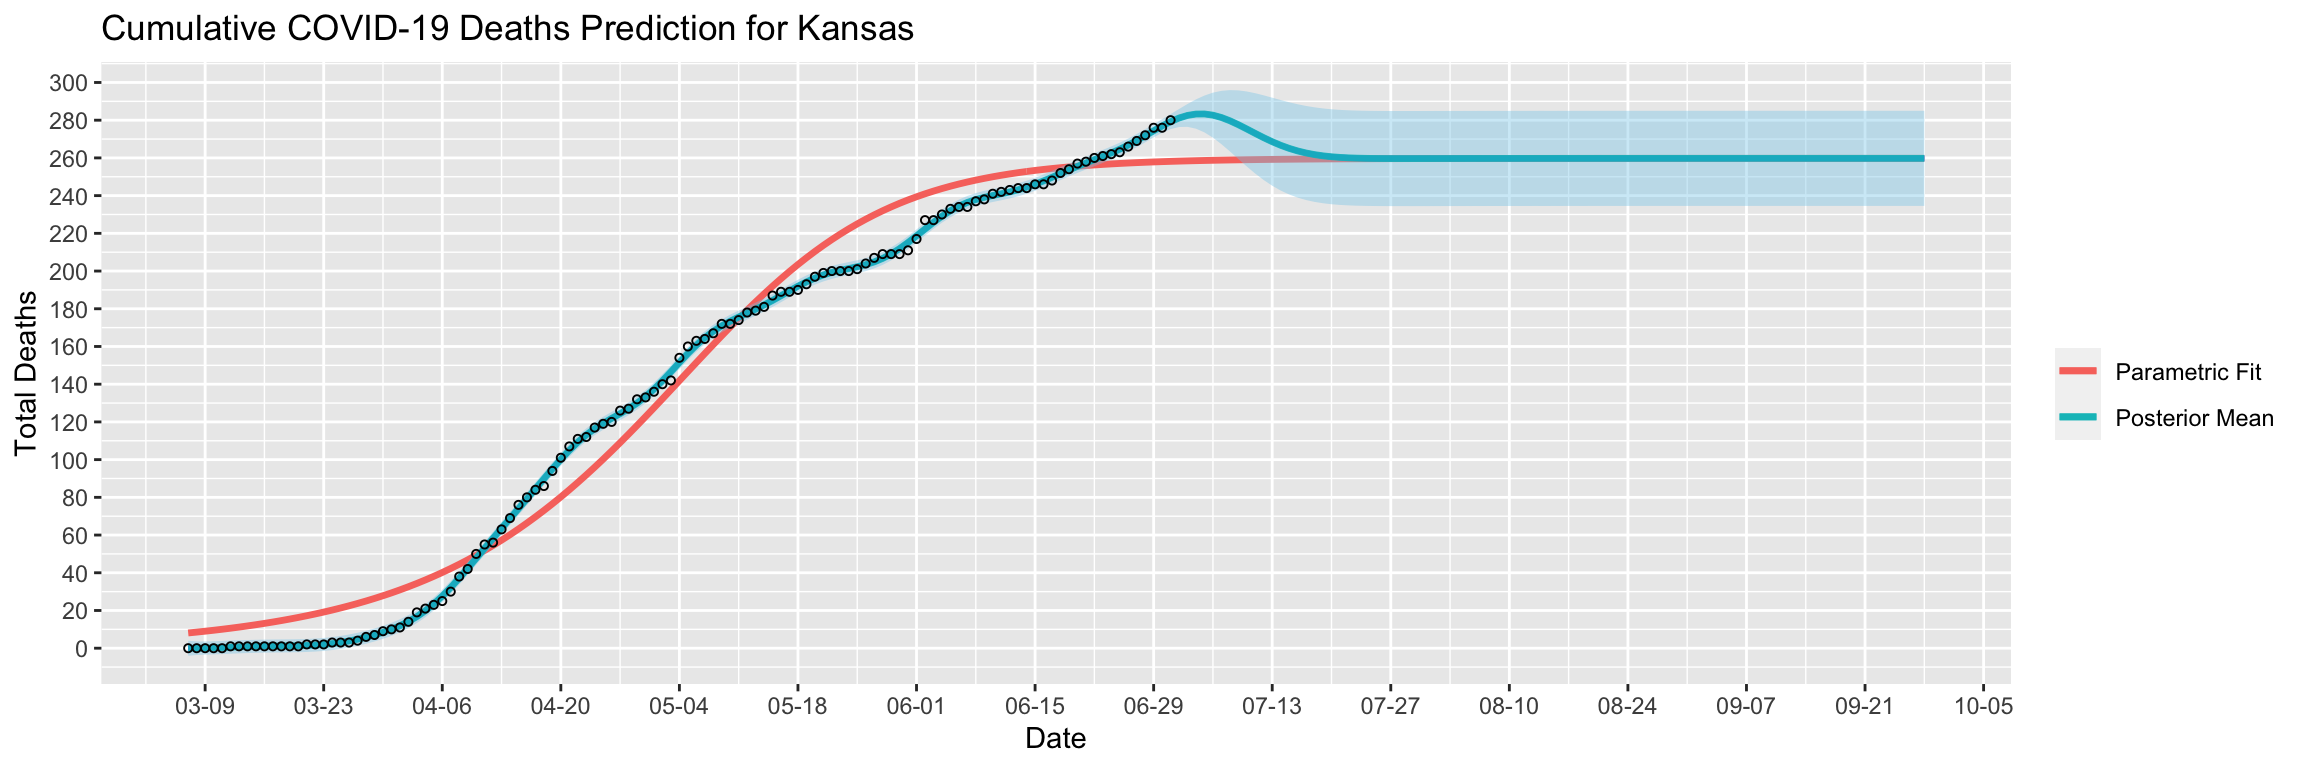 Cumulative COVID-19 Deaths Prediction for Kansas
300
280
260
240
220
200
180
160
140
120
100
80
60
40
20
0
Total Deaths
03-09 03-23 04-06 04-20 05-04 05-18 06-01 06-15 06-29 07-13 07-27 08-10 08-24 09-07 09-21 10-05
Date
Parametric Fit
Posterior Mean